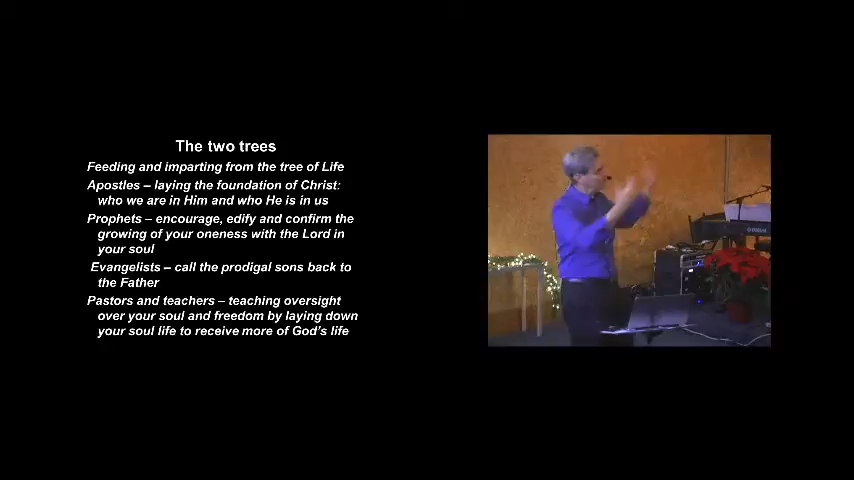 The two trees
Feeding and imparting from the tree of Life
Apostles – laying the foundation of Christ:
who we are in Him and who He is in us
Prophets – encourage, edify and confirm the
growing of your oneness with the Lord in
your soul
Evangelists – call the prodigal sons back to
the Father
Pastors and teachers – teaching oversight
over your soul and freedom by laying down
your soul life to receive more of God's life